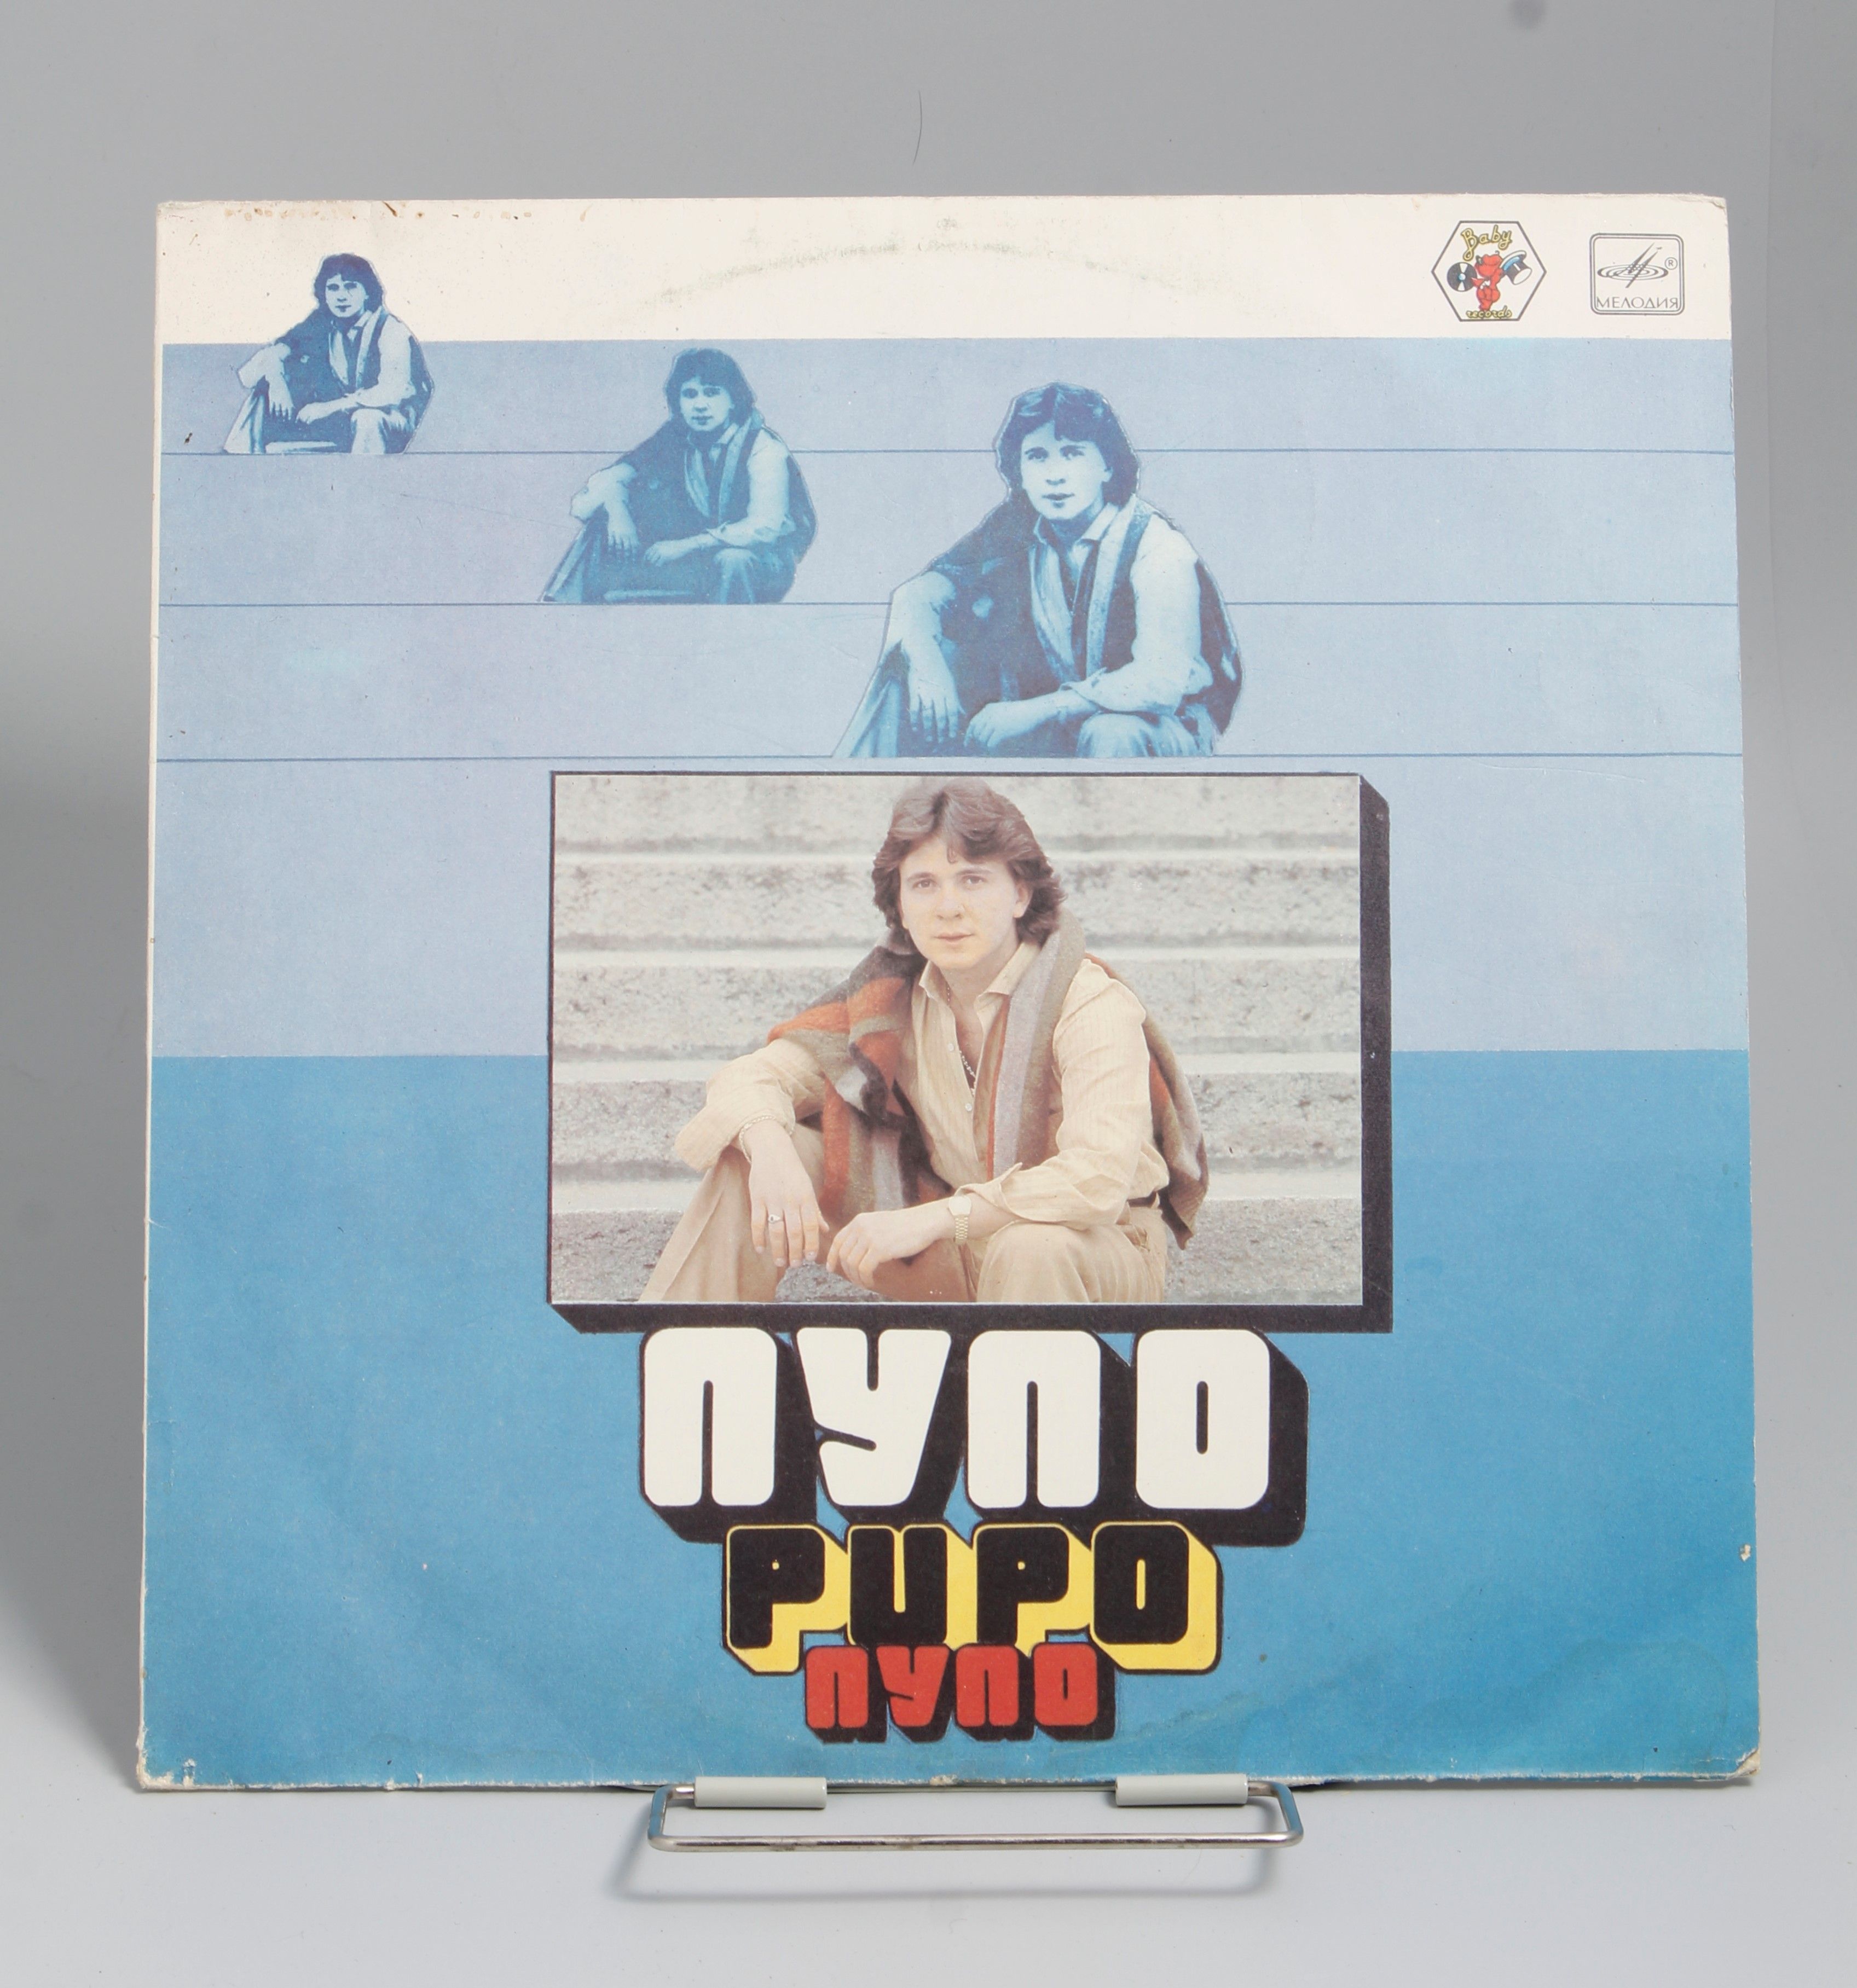 Baby
records
МЕЛОДИЯ
®
ПУПО
PUPO
ПУПО